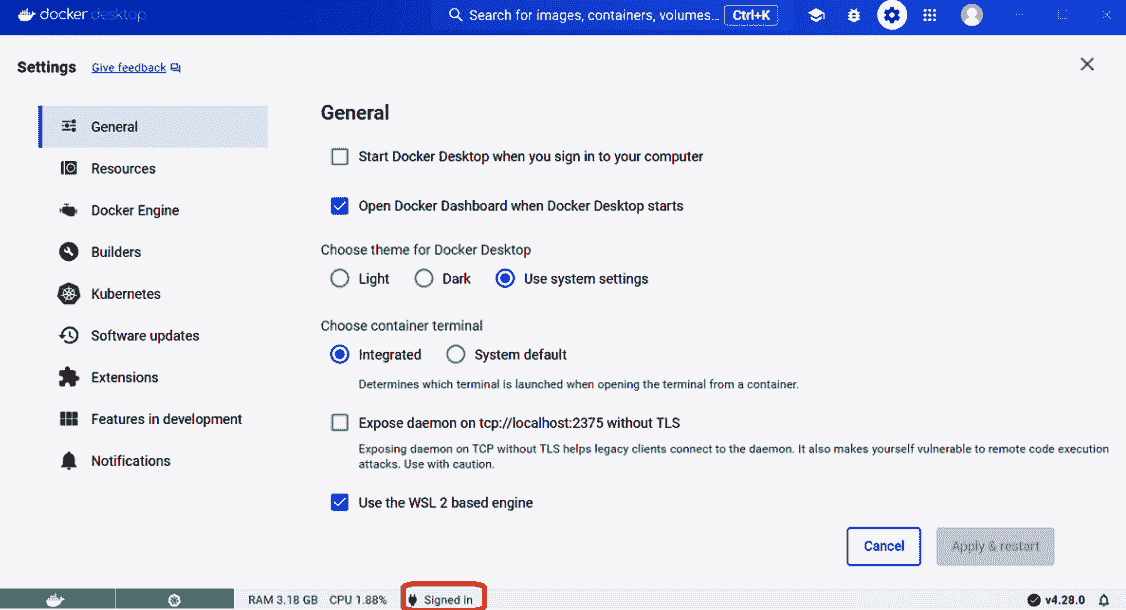 docker desktop
Search for images, containers, volumes... Ctrl+K
Settings Give feedback
General
Resources
Docker Engine
Builders
Kubernetes
Software updates
Extensions
Features in development
Notifications
General
Start Docker Desktop when you sign in to your computer
Open Docker Dashboard when Docker Desktop starts
Choose theme for Docker Desktop
Light Dark Use system settings
Choose container terminal
Integrated System default
Determines which terminal is launched when opening the terminal from a container.
Expose daemon on tcp://localhost:2375 without TLS
Exposing daemon on TCP without TLS helps legacy clients connect to the daemon. It also makes yourself vulnerable to remote code execution
attacks. Use with caution.
Use the WSL 2 based engine
Cancel Apply & restart
RAM 3.18 GB CPU 1.88% Signed in v4.28.0